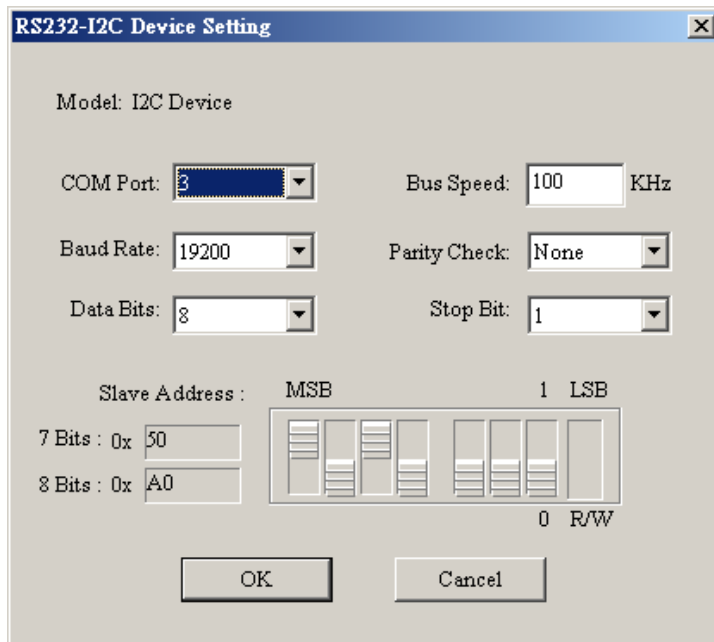 RS232-I2C Device Setting
Model: I2C Device
COM Port: 3
Bus Speed: 100 KHz
Baud Rate: 19200
Parity Check: None
Data Bits: 8
Stop Bit: 1
Slave Address :
MSB 1 LSB
7 Bits : 0x 50
8 Bits : 0x A0
0 R/W
OK
Cancel